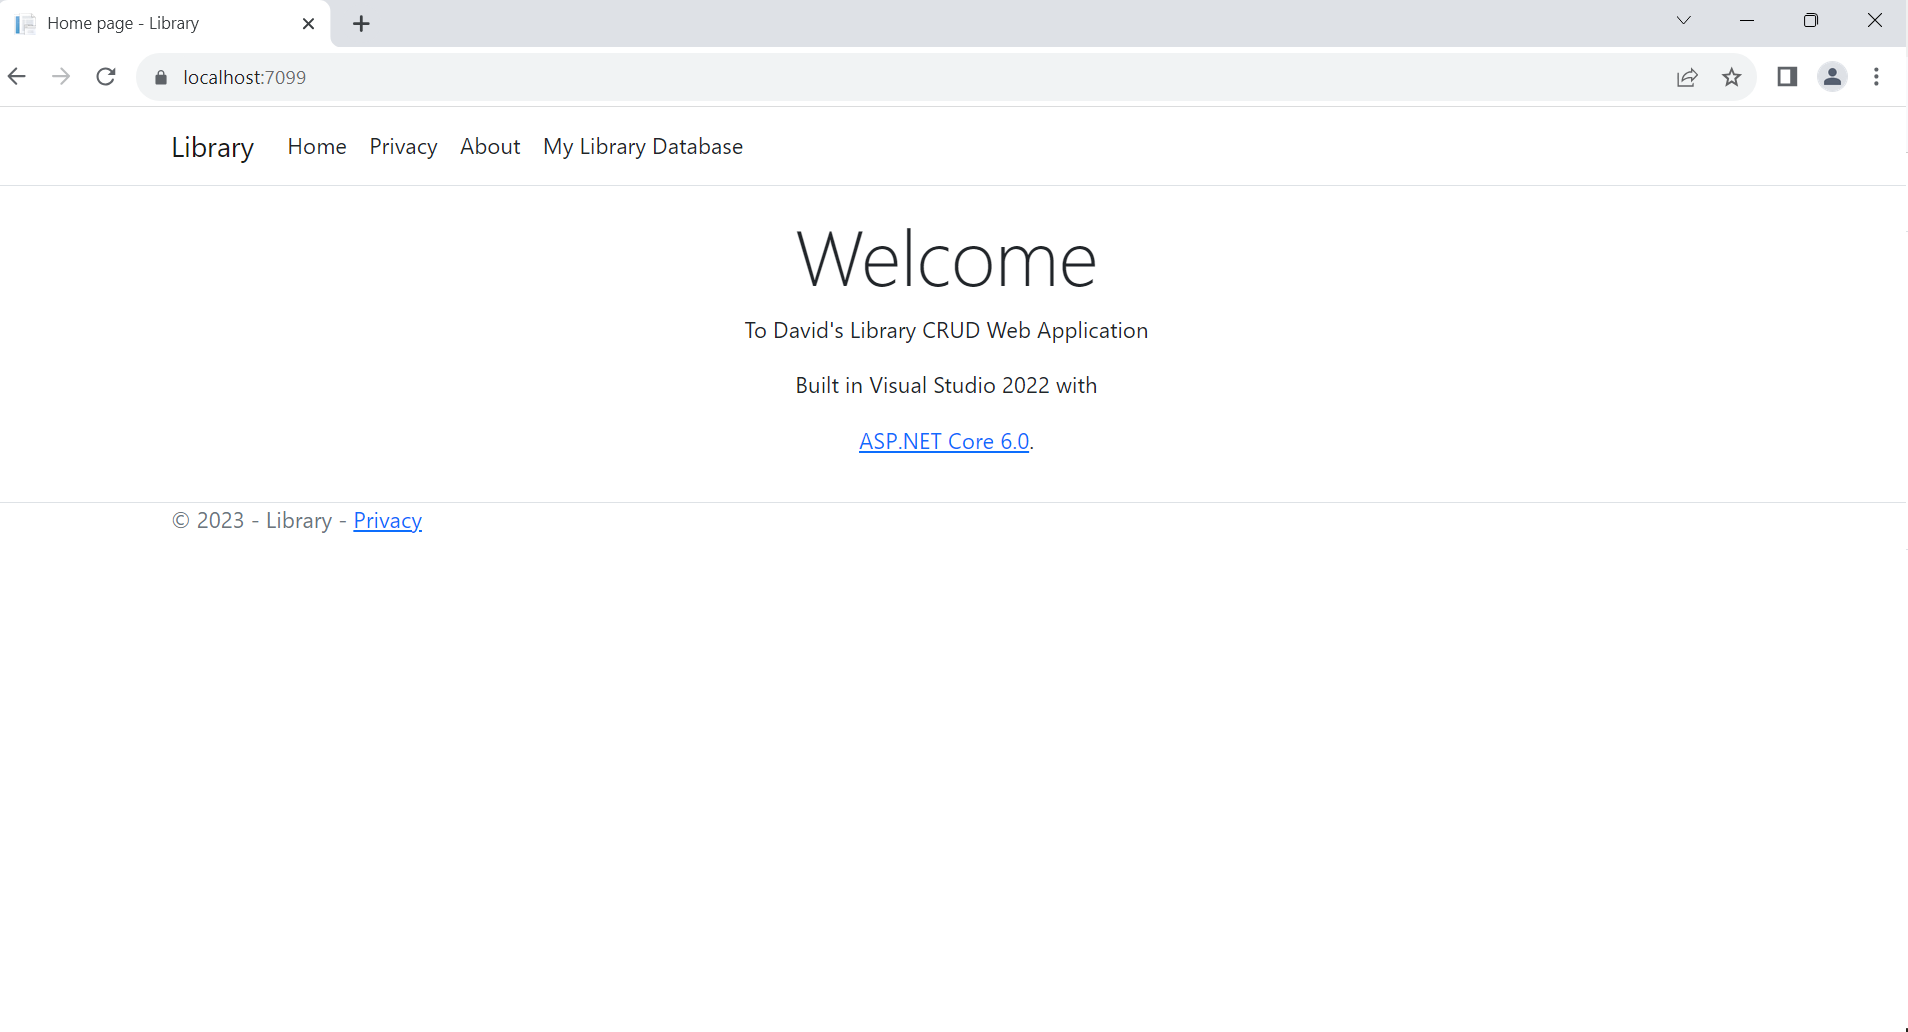 Home page - Library
localhost:7099
Library Home Privacy About My Library Database
Welcome
To David's Library CRUD Web Application
Built in Visual Studio 2022 with
ASP.NET Core 6.0.
© 2023 - Library - Privacy